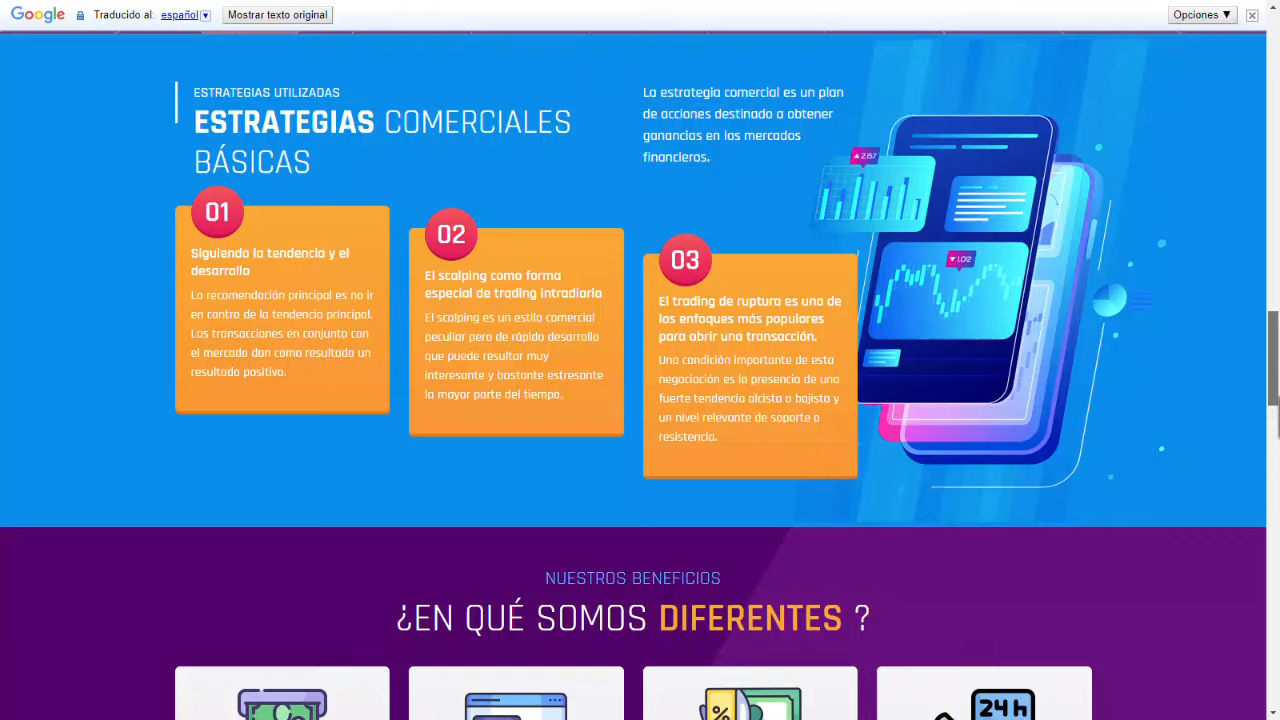 Google Traducido al: español Mostrar texto original Opciones ▼
ESTRATEGIAS UTILIZADAS
ESTRATEGIAS COMERCIALES
BÁSICAS
La estrategia comercial es un plan
de acciones destinado a obtener
ganancias en los mercados
financieros.
2,157
1,012
01
Siguiendo la tendencia y el
desarrollo
La recomendación principal es no ir
en contra de la tendencia principal.
Las transacciones en conjunto con
el mercado dan como resultado un
resultado positivo.
02
El scalping como forma
especial de trading intradiario
El scalping es un estilo comercial
peculiar pero de rápido desarrollo
que puede resultar muy
interesante y bastante estresante
la mayor parte del tiempo.
03
El trading de ruptura es uno de
los enfoques más populares
para abrir una transacción.
Una condición importante de esta
negociación es la presencia de una
fuerte tendencia alcista o bajista y
un nivel relevante de soporte o
resistencia.
NUESTROS BENEFICIOS
¿EN QUÉ SOMOS DIFERENTES ?
%
24 h